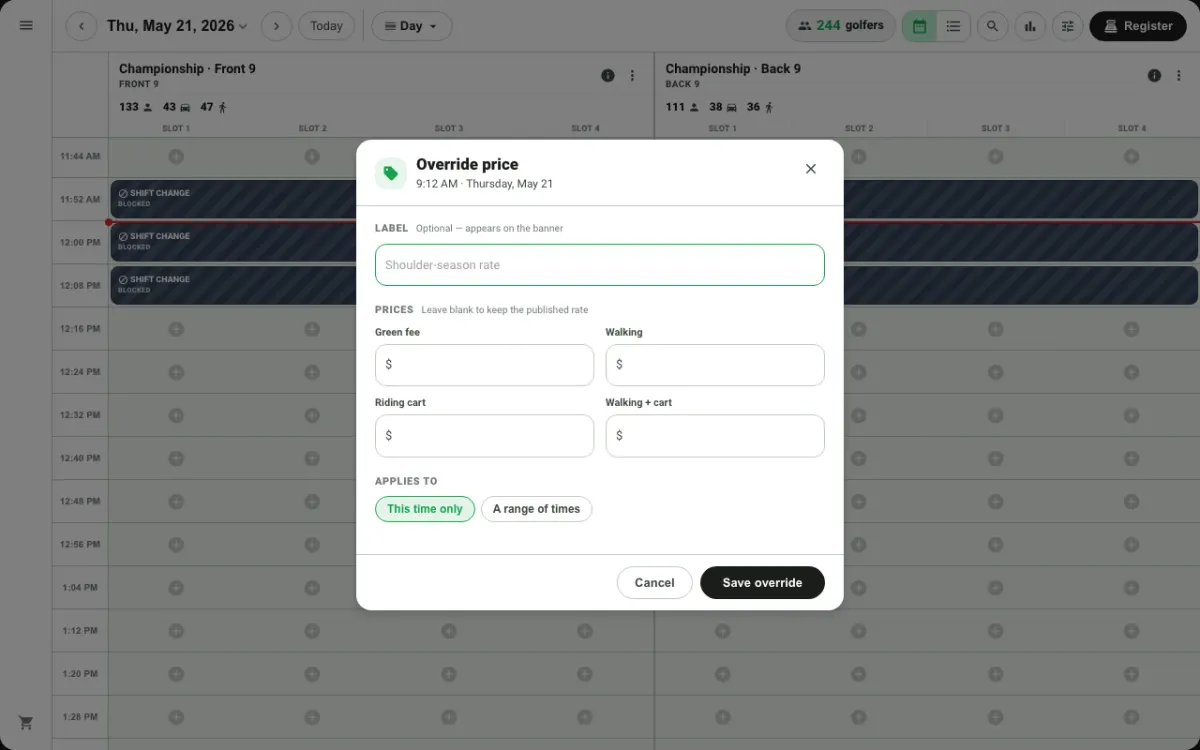 Thu, May 21, 2026
Today
Day
244 golfers
Register
Championship · Front 9
FRONT 9
133 43 47
SLOT 1 SLOT 2 SLOT 3 SLOT 4
Championship · Back 9
BACK 9
111 38 36
SLOT 1 SLOT 2 SLOT 3 SLOT 4
11:44 AM
11:52 AM
SHIFT CHANGE
BLOCKED
12:00 PM
SHIFT CHANGE
BLOCKED
12:08 PM
SHIFT CHANGE
BLOCKED
12:16 PM
12:24 PM
12:32 PM
12:40 PM
12:48 PM
12:56 PM
1:04 PM
1:12 PM
1:20 PM
1:28 PM
Override price
9:12 AM · Thursday, May 21
LABEL Optional — appears on the banner
Shoulder-season rate
PRICES Leave blank to keep the published rate
Green fee Walking
$ $
Riding cart Walking + cart
$ $
APPLIES TO
This time only A range of times
Cancel Save override